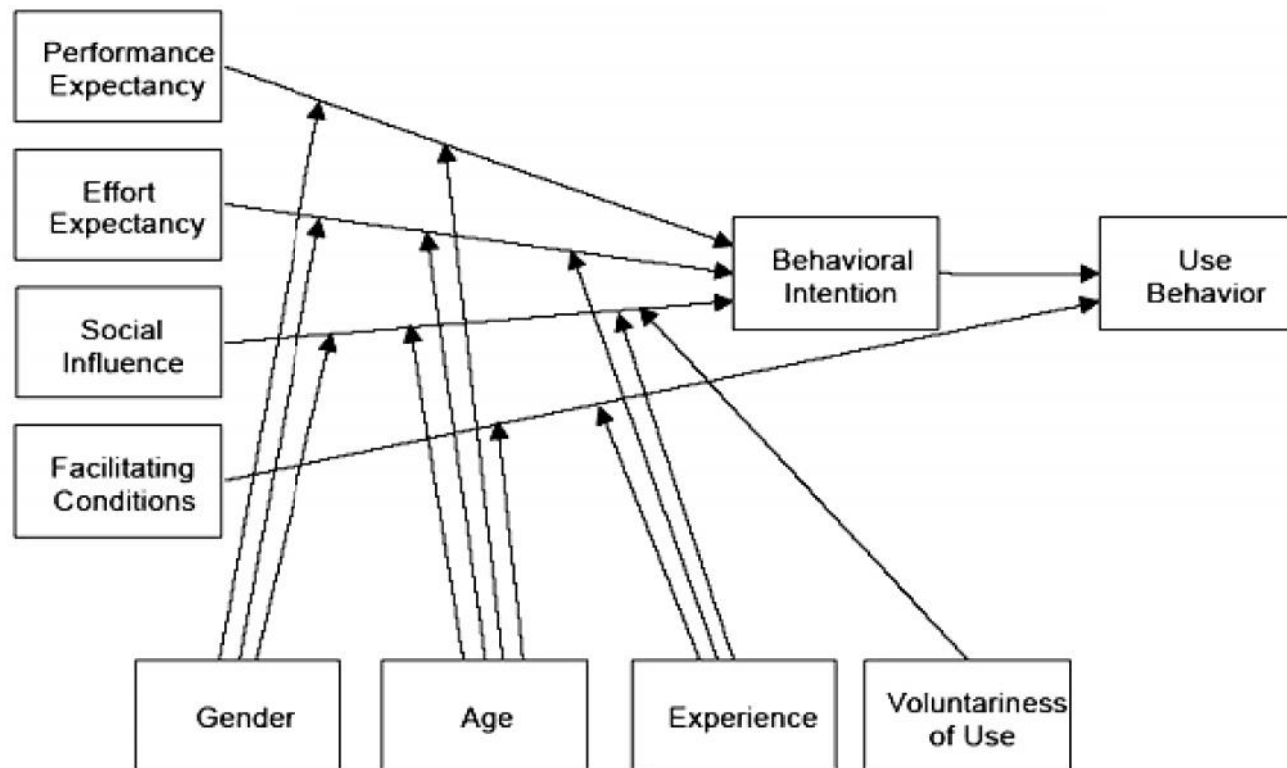 Performance
Expectancy
Effort
Expectancy
Social
Influence
Facilitating
Conditions
Behavioral
Intention
Use
Behavior
Gender
Age
Experience
Voluntariness
of Use